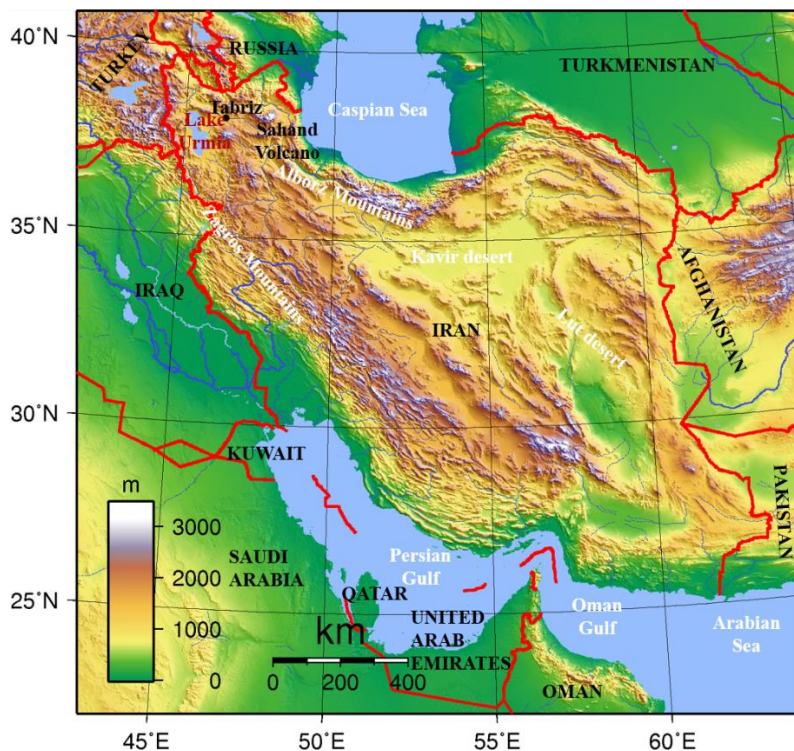 40°N
TURKEY
RUSSIA
TURKMENISTAN
Caspian Sea
Tabriz
Lake
Urmia
Sahand
Volcano
Alborz Mountains
35°N
Zagros Mountains
Kavir desert
AFGHANISTAN
IRAQ
IRAN
Lut desert
30°N
KUWAIT
PAKISTAN
m
3000
2000
1000
0
SAUDI
ARABIA
Persian
Gulf
QATAR
25°N
km
0 200 400
UNITED
ARAB
EMIRATES
Oman
Gulf
Arabian
Sea
OMAN
45°E
50°E
55°E
60°E